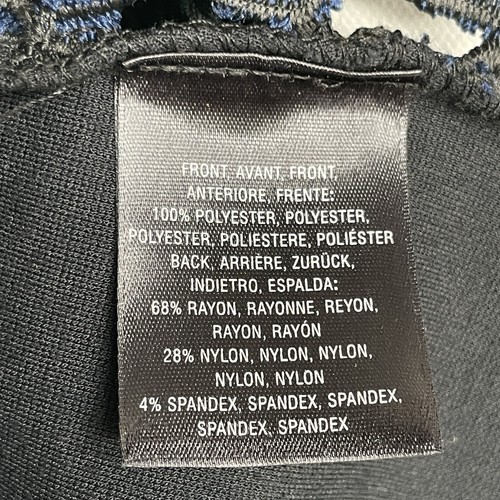 FRONT, AVANT, FRONT,
ANTERIORE, FRENTE:
100% POLYESTER, POLYESTER,
POLYESTER, POLIESTERE, POLIÉSTER
BACK, ARRIÈRE, ZURÜCK,
INDIETRO, ESPALDA:
68% RAYON, RAYONNE, REYON,
RAYON, RAYÓN
28% NYLON, NYLON, NYLON,
NYLON, NYLON
4% SPANDEX, SPANDEX, SPANDEX,
SPANDEX, SPANDEX